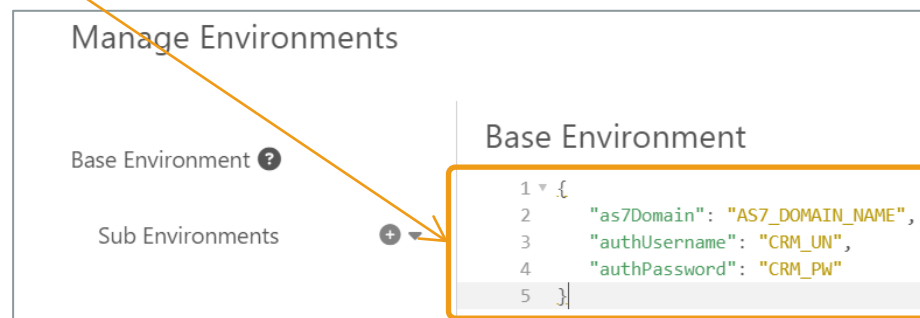 Manage Environments
Base Environment ?
Sub Environments
Base Environment
1 {
2 "as7Domain": "AS7_DOMAIN_NAME",
3 "authUsername": "CRM_UN",
4 "authPassword": "CRM_PW"
5 }